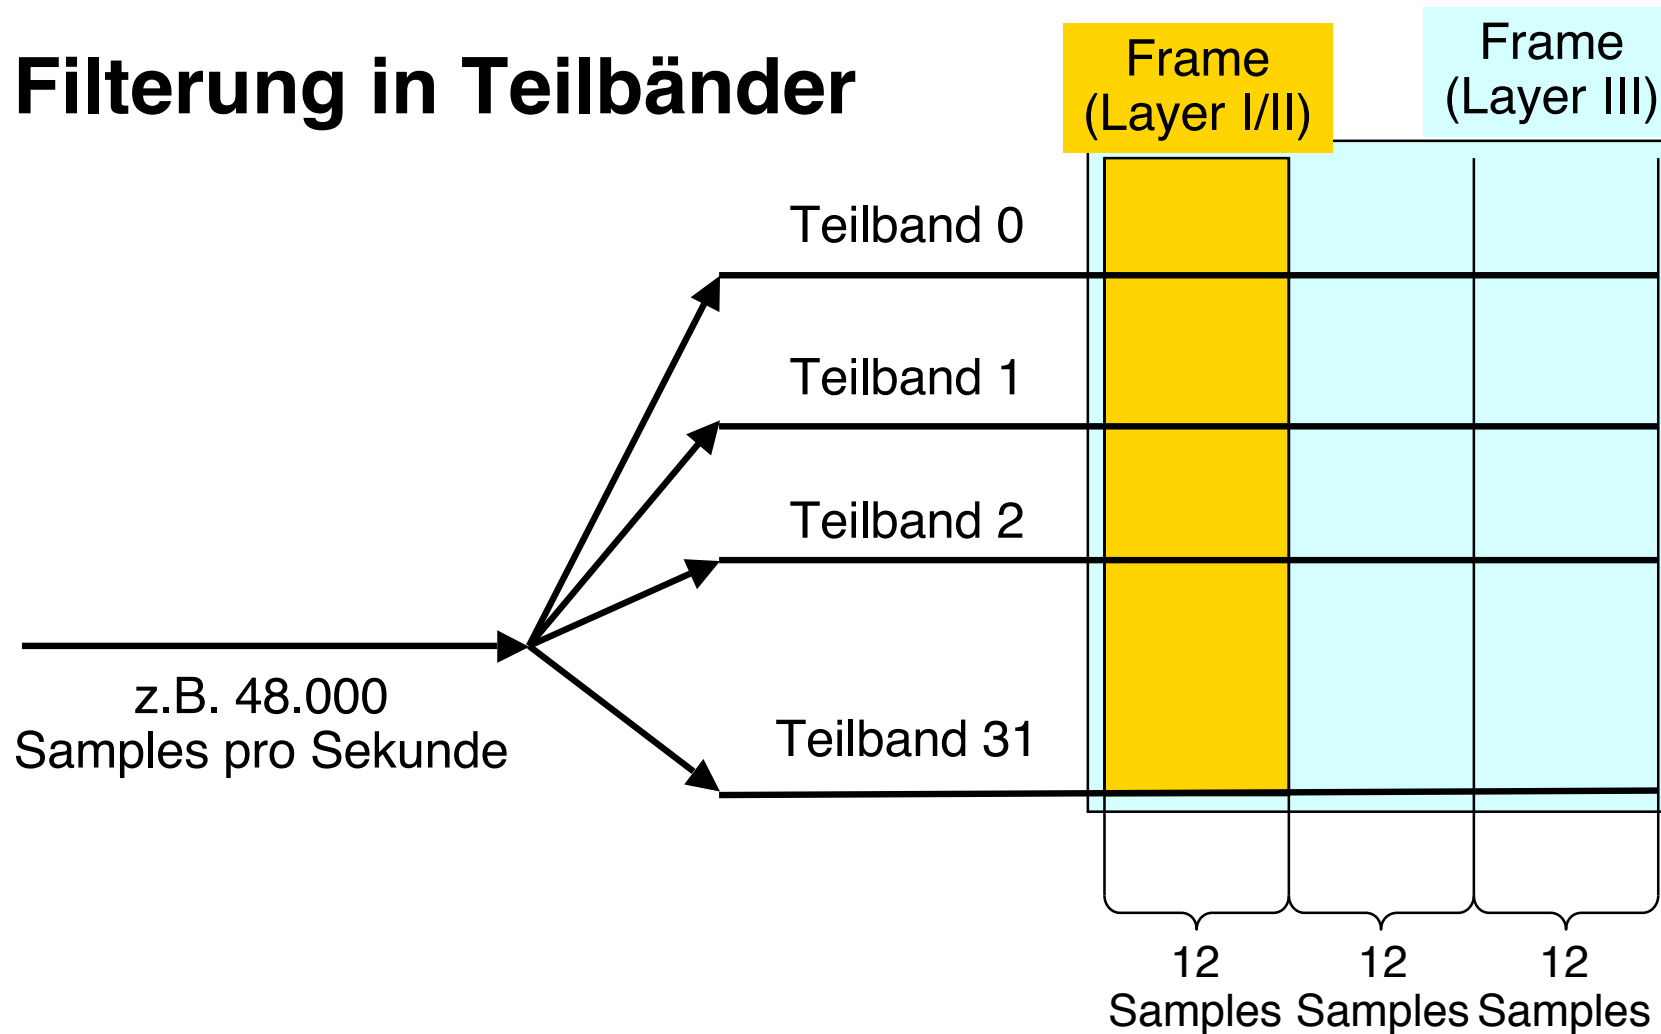 Filterung in Teilbänder
Frame
(Layer I/II)
Frame
(Layer III)
Teilband 0
Teilband 1
Teilband 2
Teilband 31
z.B. 48.000
Samples pro Sekunde
12
Samples
12
Samples
12
Samples